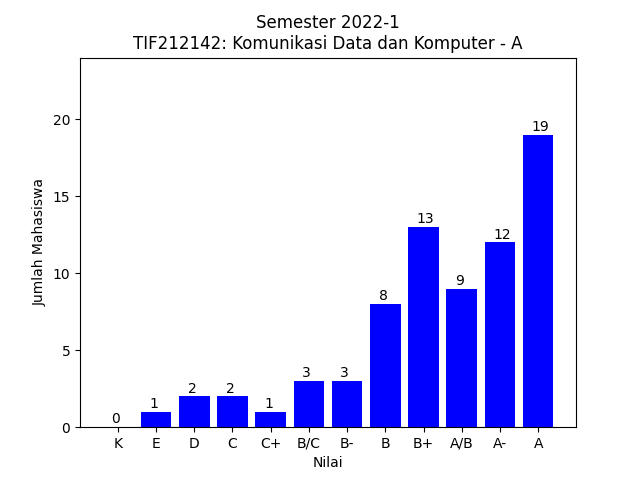 Semester 2022-1
TIF212142: Komunikasi Data dan Komputer - A
Jumlah Mahasiswa
20
15
10
5
0
0 1 2 2 1 3 3 8 13 9 12 19
K E D C C+ B/C B- B B+ A/B A- A
Nilai